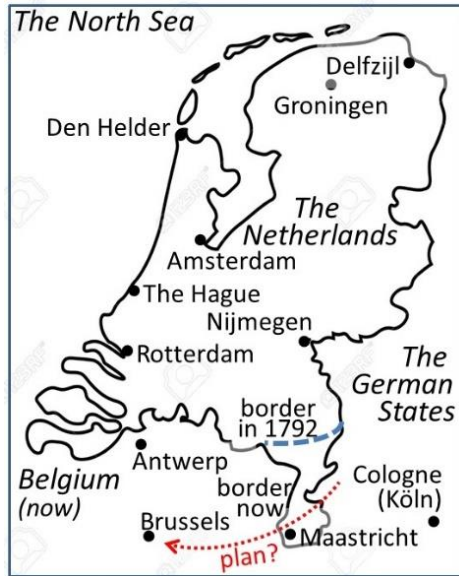 The North Sea
Delfzijl
Groningen
Den Helder
The
Netherlands
Amsterdam
The Hague
Nijmegen
Rotterdam
The
German
States
border
in 1792
Antwerp
Belgium
(now)
border
now
Cologne
(Köln)
Brussels
Maastricht
plan?